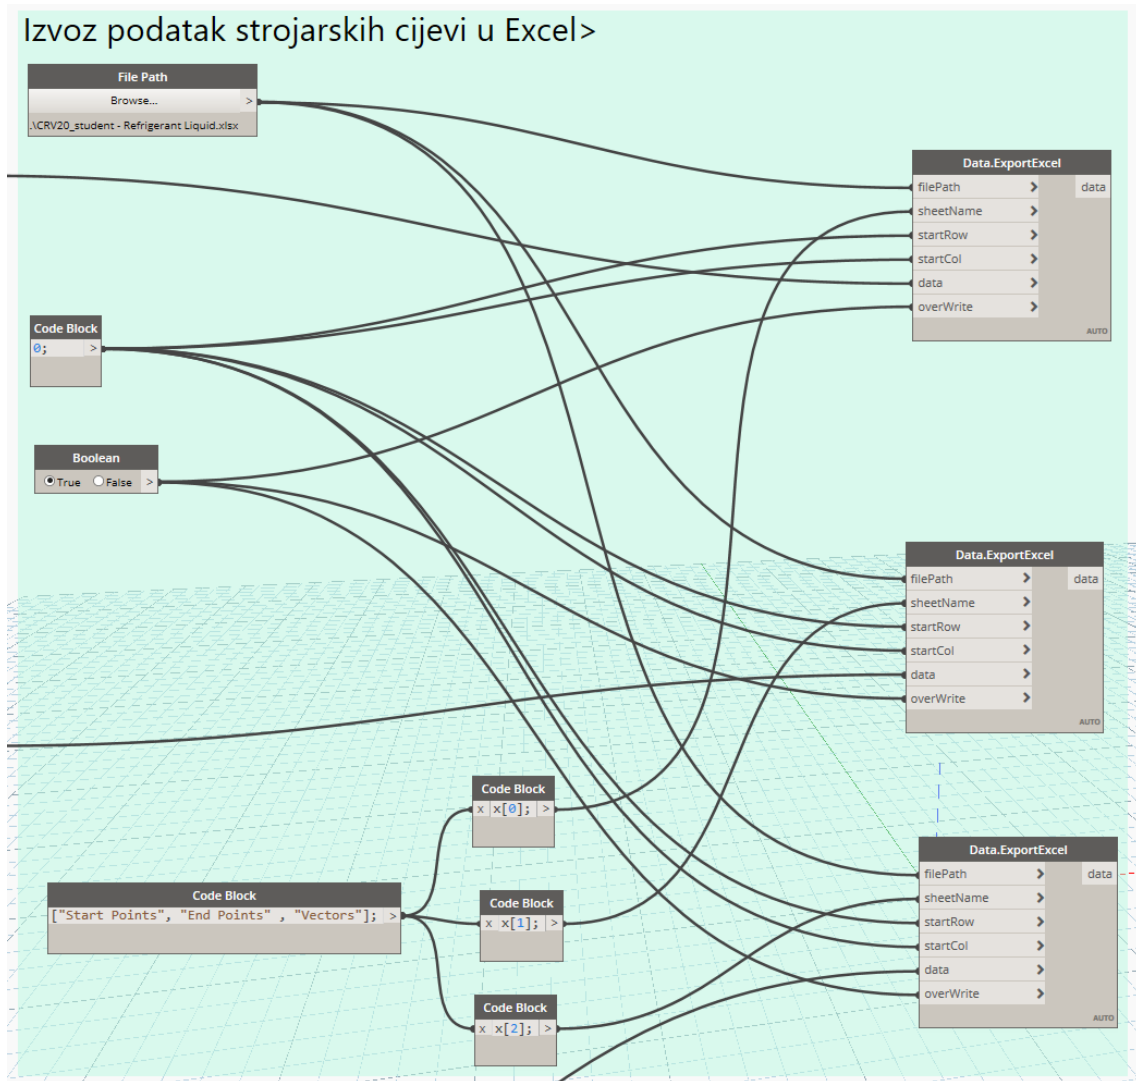 Izvoz podatak strojarskih cijevi u Excel>
File Path
Browse... >
.\CRV20_student - Refrigerant Liquid.xlsx
Data.ExportExcel
filePath > data
sheetName >
startRow >
startCol >
data >
overWrite >
AUTO
Code Block
0; >
Boolean
True False >
Data.ExportExcel
filePath > data
sheetName >
startRow >
startCol >
data >
overWrite >
AUTO
Code Block
x x[0]; >
Code Block
["Start Points", "End Points" , "Vectors"]; >
Code Block
x x[1]; >
Code Block
x x[2]; >
Data.ExportExcel
filePath > data
sheetName >
startRow >
startCol >
data >
overWrite >
AUTO